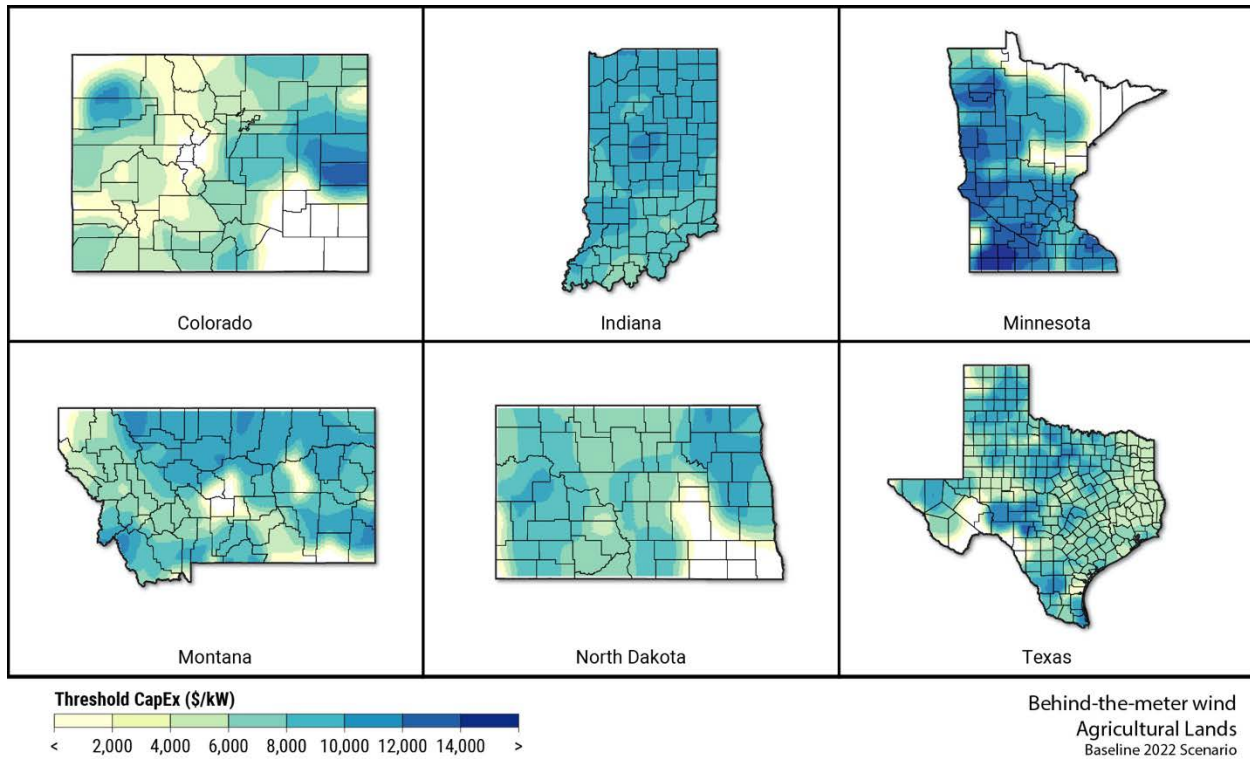 Colorado
Indiana
Minnesota
Montana
North Dakota
Texas
Threshold CapEx ($/kW)
< 2,000 4,000 6,000 8,000 10,000 12,000 14,000 >
Behind-the-meter wind
Agricultural Lands
Baseline 2022 Scenario